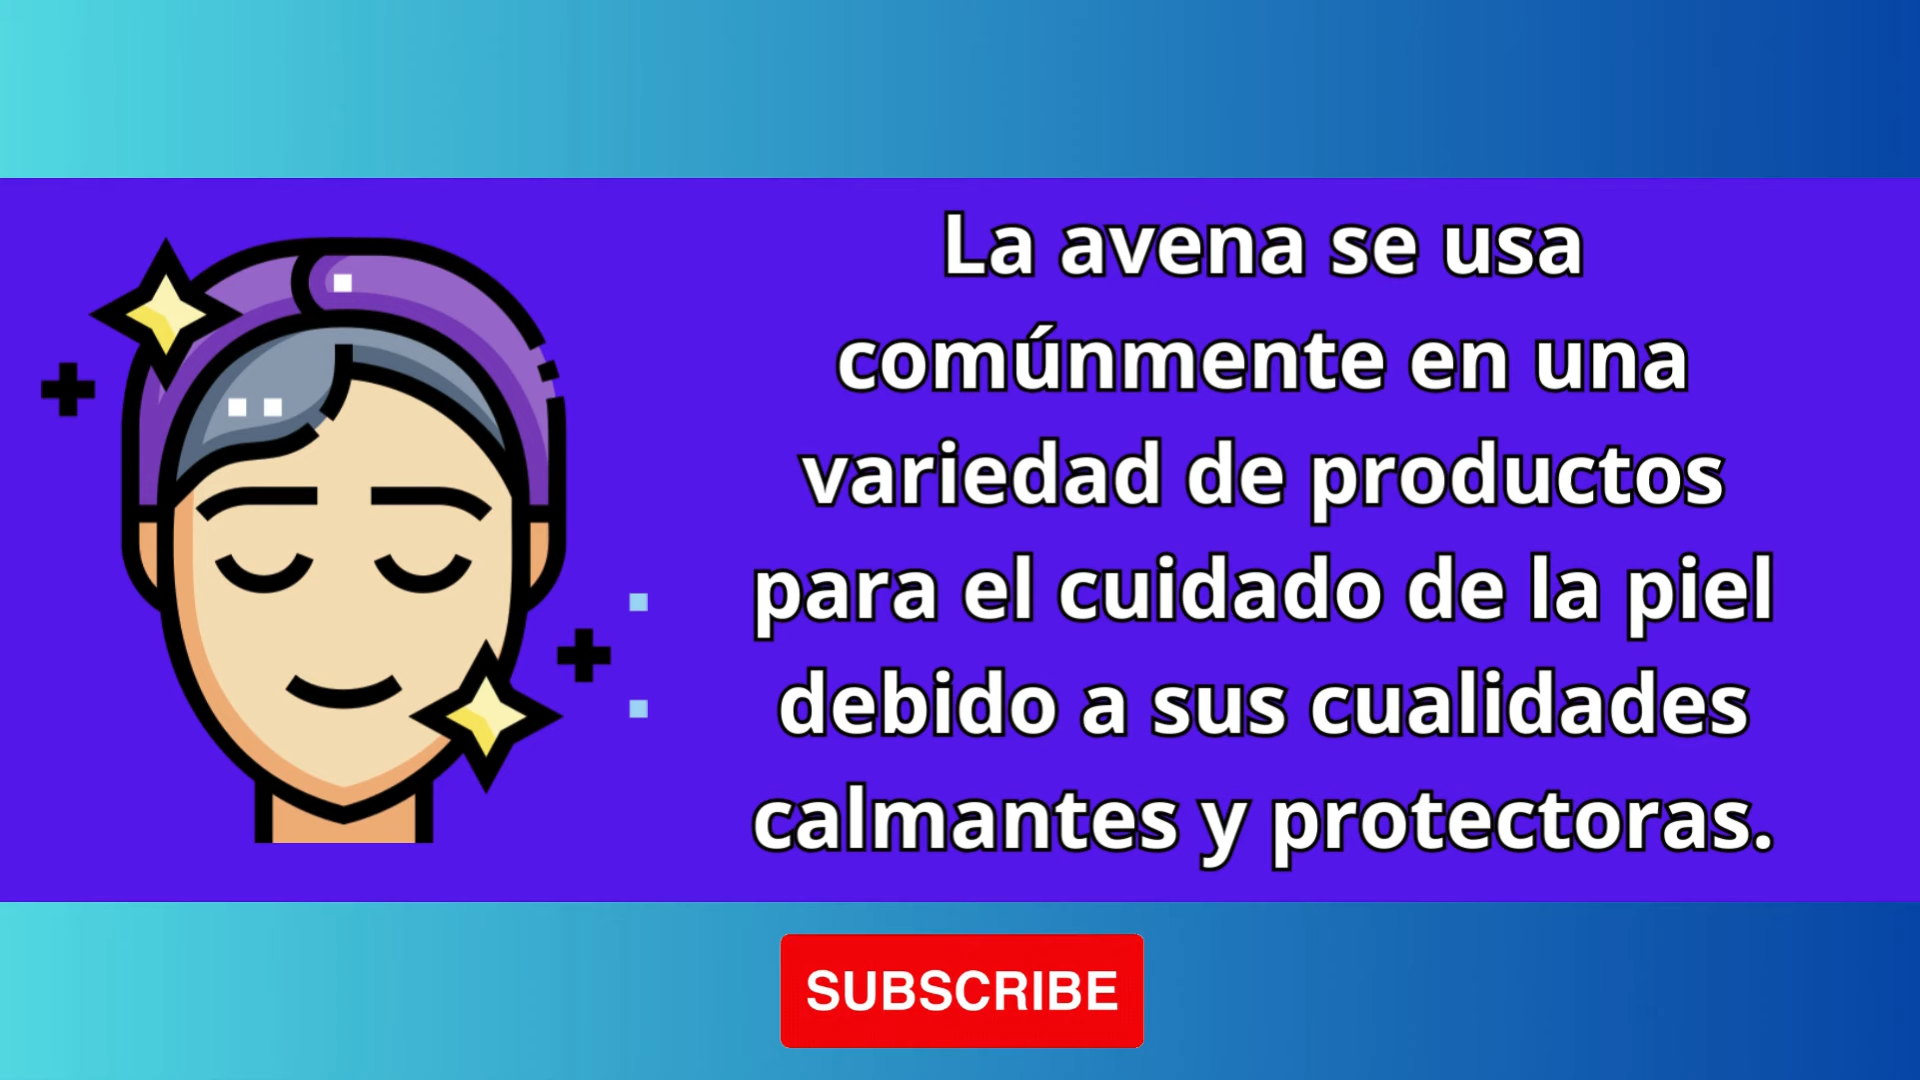 La avena se usa
comúnmente en una
variedad de productos
para el cuidado de la piel
debido a sus cualidades
calmantes y protectoras.
SUBSCRIBE